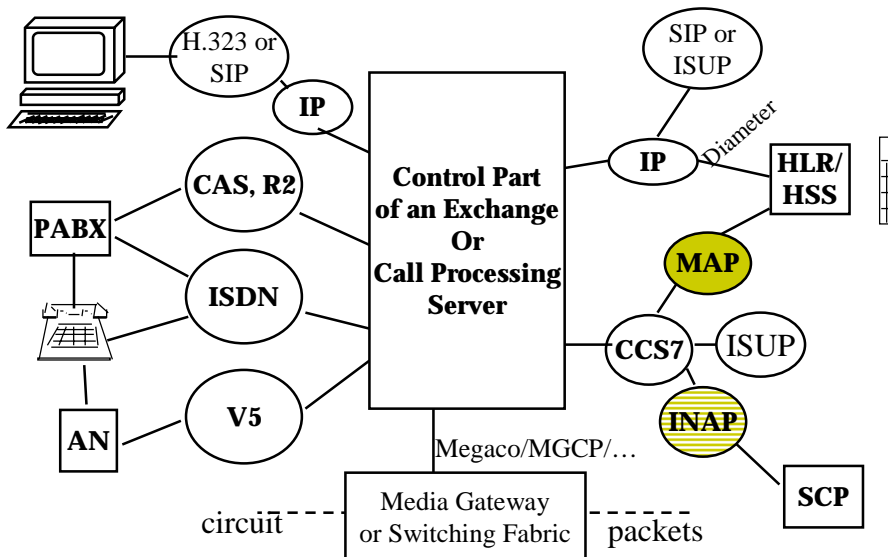 H.323 or
SIP
IP
CAS, R2
PABX
ISDN
V5
AN
Control Part
of an Exchange
Or
Call Processing
Server
SIP or
ISUP
IP
Diameter
HLR/
HSS
MAP
CCS7
ISUP
INAP
SCP
Megaco/MGCP/…
Media Gateway
or Switching Fabric
circuit
packets